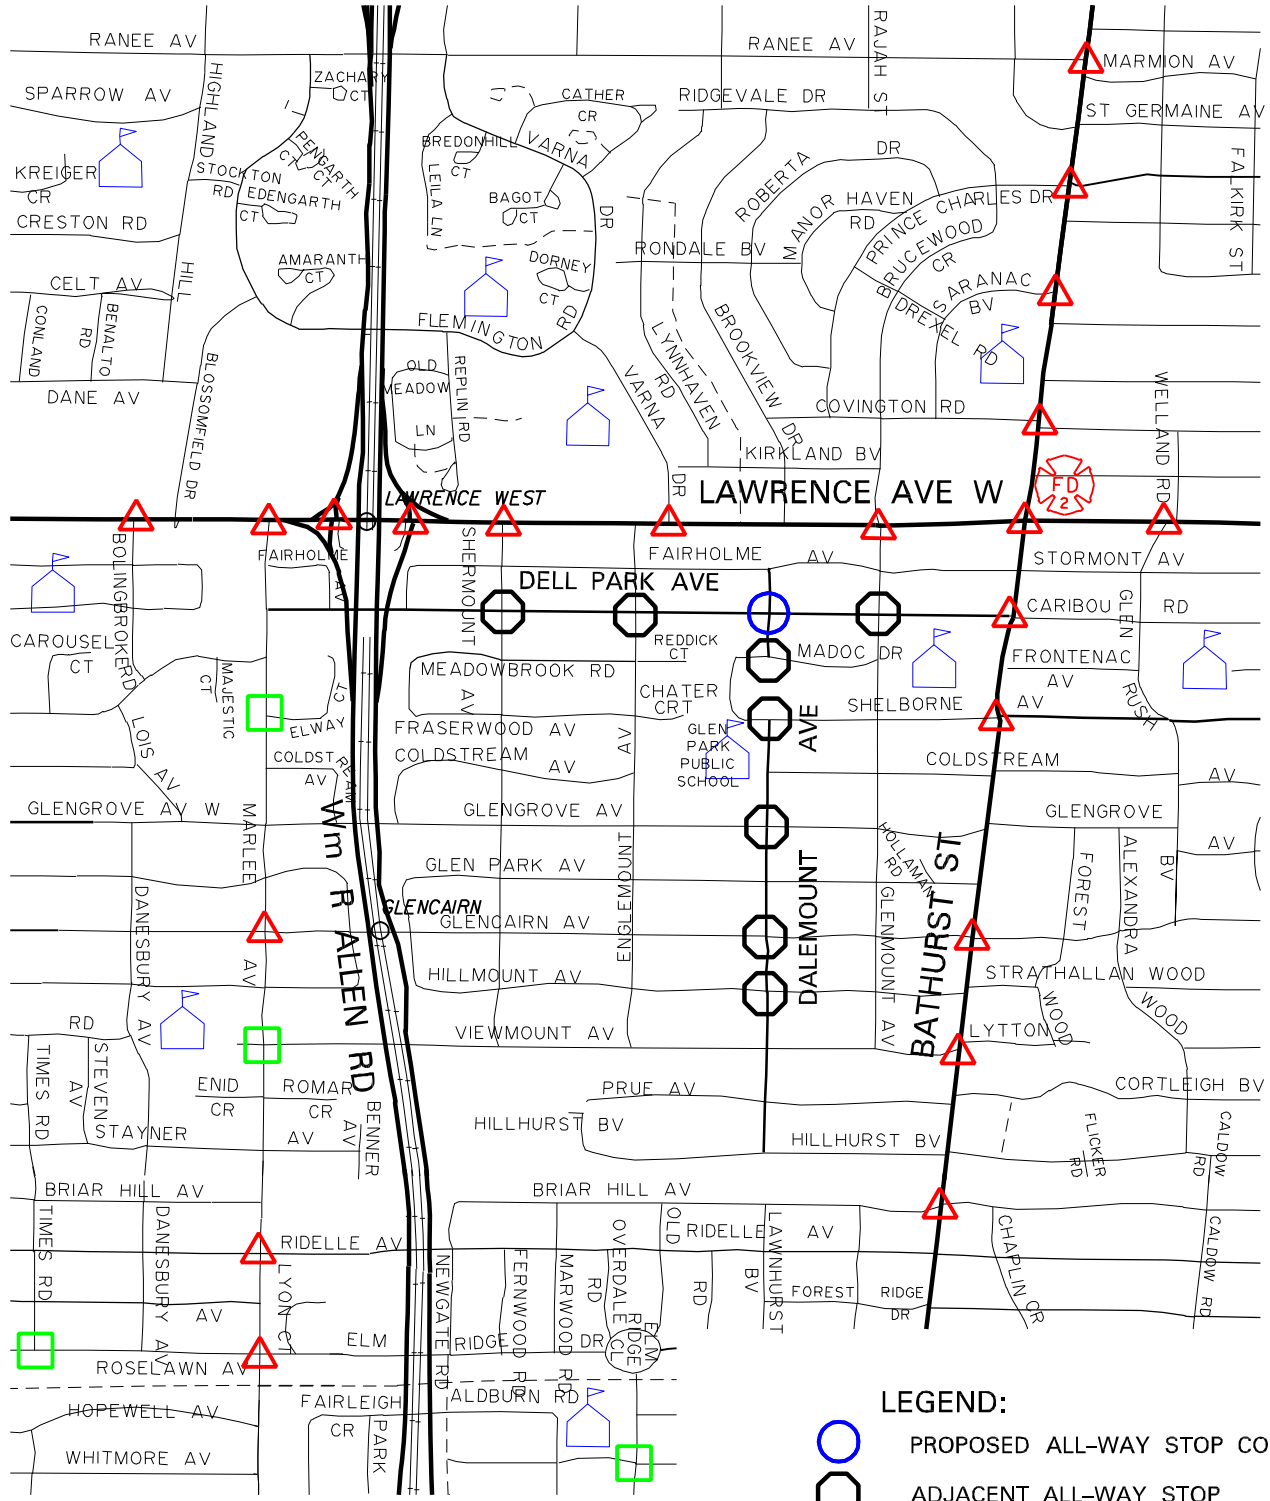 RANEE AV
RANEE AV
RAJAH ST
MARMION AV
ZACHARY
CT
HIGHLAND
HILL
SPARROW AV
CATHER
CR
RIDGEVALE DR
ST GERMAINE AV
BREDONHILL
CT
VARNA
DR
PENGARTH
CT
CT
LEILA LN
KREIGER
CR
STOCKTON
RD
EDENGARTH
CT
BAGOT
CT
ROBERTA
DR
MANOR HAVEN
RD
PRINCE CHARLES DR
FALKIRK ST
CRESTON RD
BRUCEWOOD
CR
RONDALE BV
AMARANTH
CT
DORNEY
CT
CELT AV
SARANAC
BV
DREXEL RD
CONLAND
BENALTO
RD
FLEMINGTON
RD
BLOSSOMFIELD DR
OLD
MEADOW
LN
REPLIN RD
VARNA
DR
LYNNHAVEN
RD
BROOKVIEW
DR
DANE AV
COVINGTON RD
WELLAND RD
KIRKLAND BV
FD
2
LAWRENCE WEST
LAWRENCE AVE W
BOLINGBROKE
RD
FAIRHOLME
AV
SHERMOUNT
AV
FAIRHOLME AV
STORMONT AV
DELL PARK AVE
CARIBOU RD
GLEN
RUSH
CAROUSEL
CT
MAJESTIC
CT
REDDICK
CT
MADOC DR
FRONTENAC
AV
MEADOWBROOK RD
CHATER
CRT
SHELBORNE AV
ELWAY CT
LOIS AV
FRASERWOOD AV
AV
GLEN
PARK
PUBLIC
SCHOOL
AVE
COLDSTREAM
AV
COLDSTREAM
AV
COLDSTREAM
AV
GLENGROVE AV W
MARLEE
AV
Wm R ALLEN RD
GLENGROVE AV
GLENGROVE
AV
HOLLAMAN
RD
BATHURST ST
GLEN PARK AV
ENGLEMOUNT
DALEMOUNT
FOREST
WOOD
ALEXANDRA
WOOD
BV
DANESBURY AV
GLENCAIRN
GLENCAIRN AV
GLENMOUNT AV
HILLMOUNT AV
STRATHALLAN WOOD
RD
VIEWMOUNT AV
LYTTON
TIMES RD
STEVEN
AV
ENID
CR
ROMAR
CR
PRUE AV
CORTLEIGH BV
STAYNER AV
BENNER
AV
HILLHURST BV
HILLHURST BV
FLICKER
RD
CALDOW
RD
BRIAR HILL AV
BRIAR HILL AV
TIMES RD
DANESBURY AV
RIDELLE AV
LYON CT
OLD
RD
RIDELLE AV
LAWNHURST
BV
CHAPLIN CR
CALDOW RD
NEWGATE RD
FERNWOOD RD
MARWOOD RD
OVERDALE
RD
FOREST RIDGE
DR
AV
ELM RIDGE DR
ELM
RIDGE
CL
ROSELAWN AV
HOPEWELL AV
FAIRLEIGH
CR
PARK
ALDBURN RD
WHITMORE AV
LEGEND:
PROPOSED ALL-WAY STOP CO
ADJACENT ALL-WAY STOP